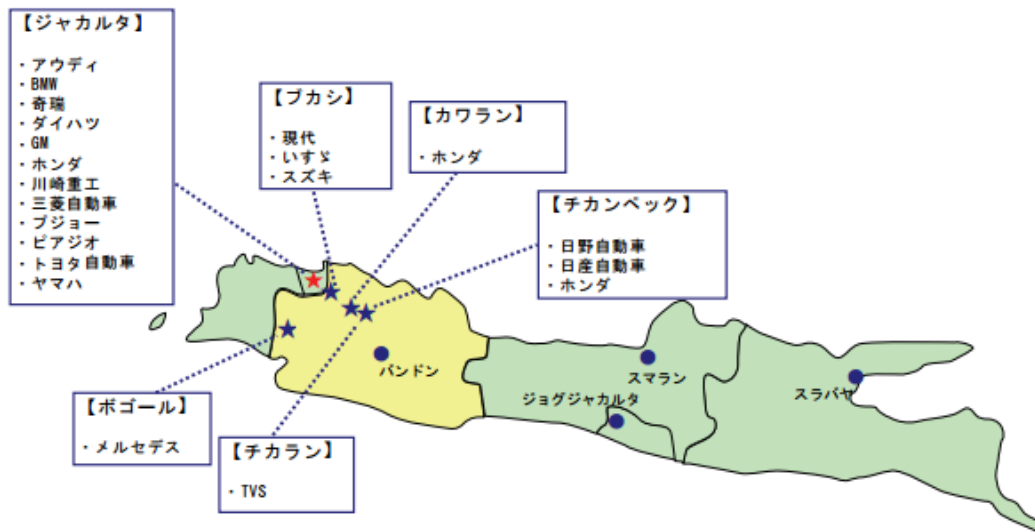 【ジャカルタ】
・アウディ
・BMW
・奇瑞
・ダイハツ
・GM
・ホンダ
・川崎重工
・三菱自動車
・プジョー
・ピアジオ
・トヨタ自動車
・ヤマハ
【ブカシ】
・現代
・いすゞ
・スズキ
【カワラン】
・ホンダ
【チカンペック】
・日野自動車
・日産自動車
・ホンダ
バンドン
スマラン
ジョグジャカルタ
スラバヤ
【ボゴール】
・メルセデス
【チカラン】
・TVS